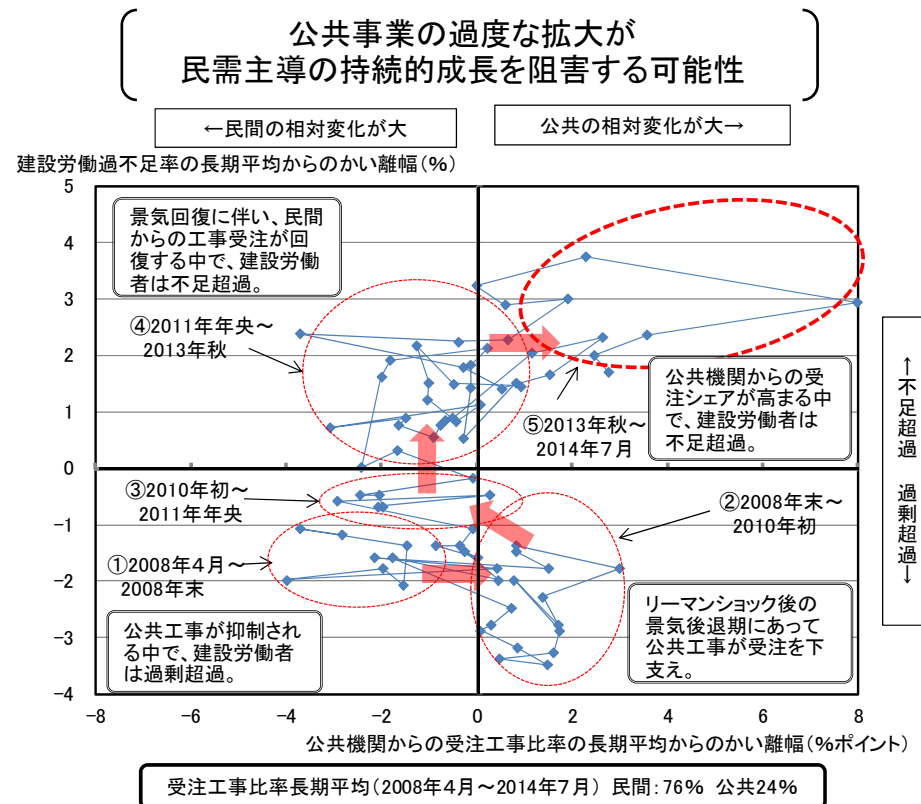 公共事業の過度な拡大が
民需主導の持続的成長を阻害する可能性
←民間の相対変化が大
公共の相対変化が大→
建設労働過不足率の長期平均からのかい離幅(%)
5
4
3
2
1
0
-1
-2
-3
-4
景気回復に伴い、民間
からの工事受注が回
復する中で、建設労働
者は不足超過。
④2011年年央~
2013年秋
公共機関からの受
注シェアが高まる中
で、建設労働者は
不足超過。
⑤2013年秋~
2014年7月
③2010年初~
2011年年央
②2008年末~
2010年初
①2008年4月~
2008年末
公共工事が抑制され
る中で、建設労働者
は過剰超過。
リーマンショック後の
景気後退期にあって
公共工事が受注を下
支え。
←不足超過 過剰超過→
-8 -6 -4 -2 0 2 4 6 8
公共機関からの受注工事比率の長期平均からのかい離幅(%ポイント)
受注工事比率長期平均(2008年4月~2014年7月) 民間:76% 公共24%